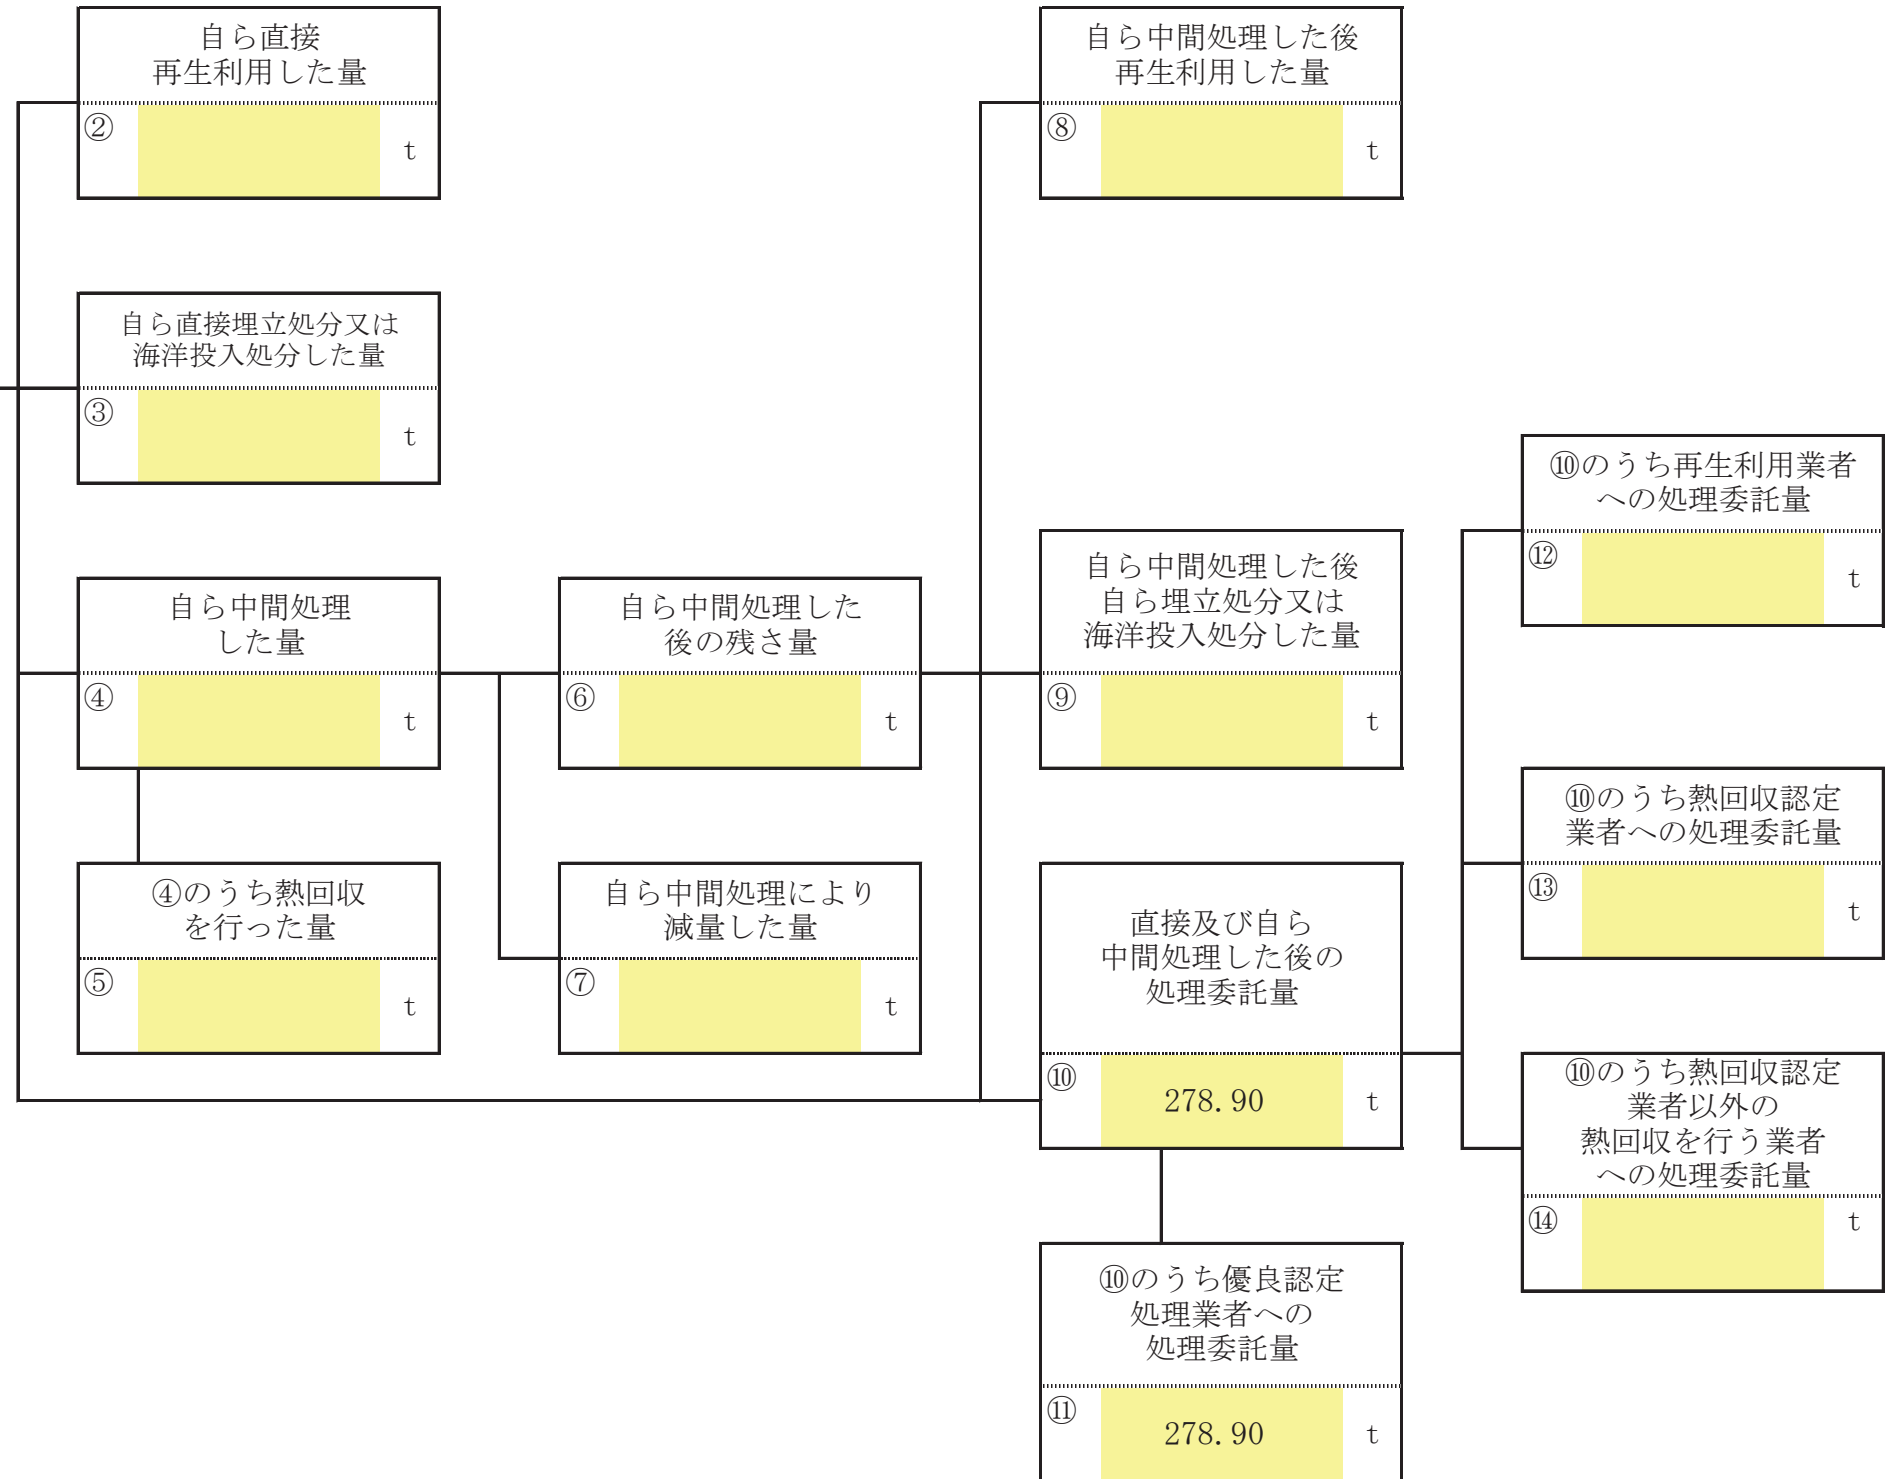 自ら直接
再生利用した量
②
t
自ら中間処理した後
再生利用した量
⑧
t
自ら直接埋立処分又は
海洋投入処分した量
③
t
⑩のうち再生利用業者
への処理委託量
⑫
t
自ら中間処理
した量
④
t
自ら中間処理した
後の残さ量
⑥
t
自ら中間処理した後
自ら埋立処分又は
海洋投入処分した量
⑨
t
⑩のうち熱回収認定
業者への処理委託量
⑬
t
④のうち熱回収
を行った量
⑤
t
自ら中間処理により
減量した量
⑦
t
直接及び自ら
中間処理した後の
処理委託量
⑩ 278.90 t
⑩のうち熱回収認定
業者以外の
熱回収を行う業者
への処理委託量
⑭
t
⑩のうち優良認定
処理業者への
処理委託量
⑪ 278.90 t